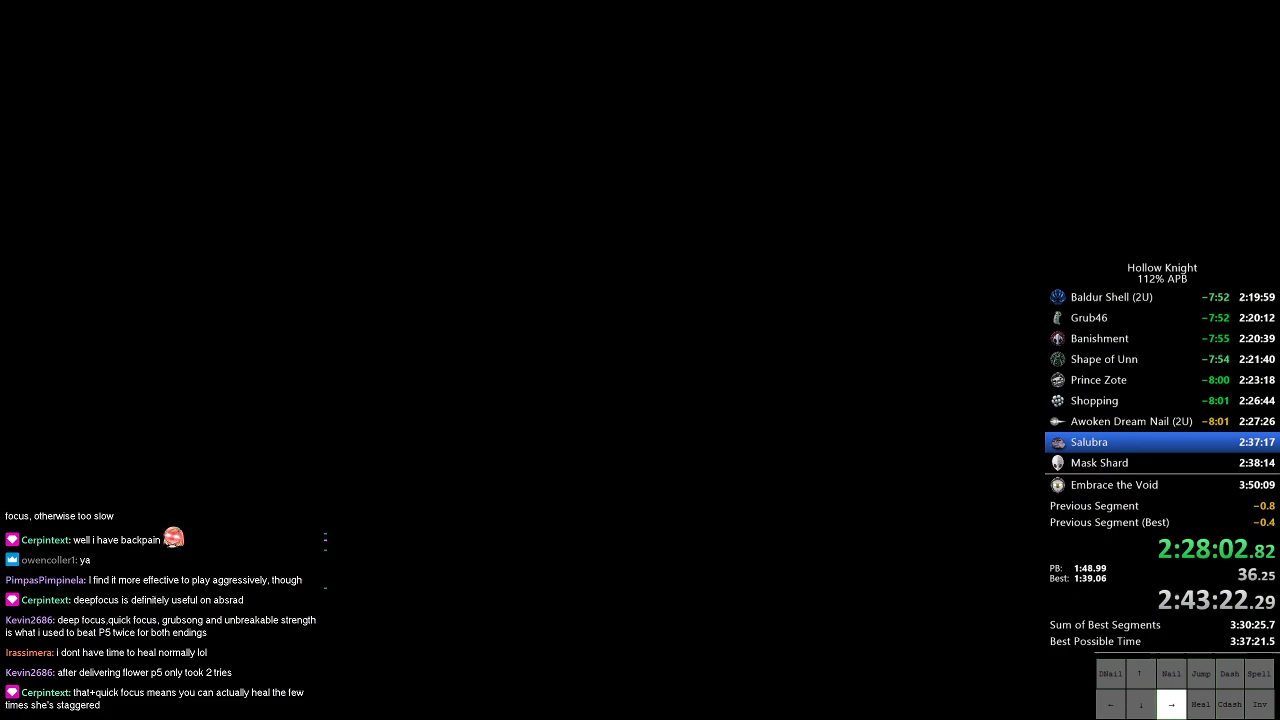 Hollow Knight
112% APB
Baldur Shell (2U) −7:52 2:19:59
Grub46 −7:52 2:20:12
Banishment −7:55 2:20:39
Shape of Unn −7:54 2:21:40
Prince Zote −8:00 2:23:18
Shopping −8:01 2:26:44
Awoken Dream Nail (2U) −8:01 2:27:26
Salubra 2:37:17
Mask Shard 2:38:14
Embrace the Void 3:50:09
Previous Segment −0.8
Previous Segment (Best) −0.4
2:28:02.82
PB: 1:48.99 36.25
Best: 1:39.06
2:43:22.29
Sum of Best Segments 3:30:25.7
Best Possible Time 3:37:21.5
DNail ↑ Nail Jump Dash Spell
← ↓ → Heal Cdash Inv
focus, otherwise too slow
Cerpintext: well i have backpain
owencoller1: ya
PimpasPimpinela: I find it more effective to play aggressively, though
Cerpintext: deepfocus is definitely useful on absrad
Kevin2686: deep focus,quick focus, grubsong and unbreakable strength
is what i used to beat P5 twice for both endings
Irassimera: i dont have time to heal normally lol
Kevin2686: after delivering flower p5 only took 2 tries
Cerpintext: that+quick focus means you can actually heal the few
times she's staggered